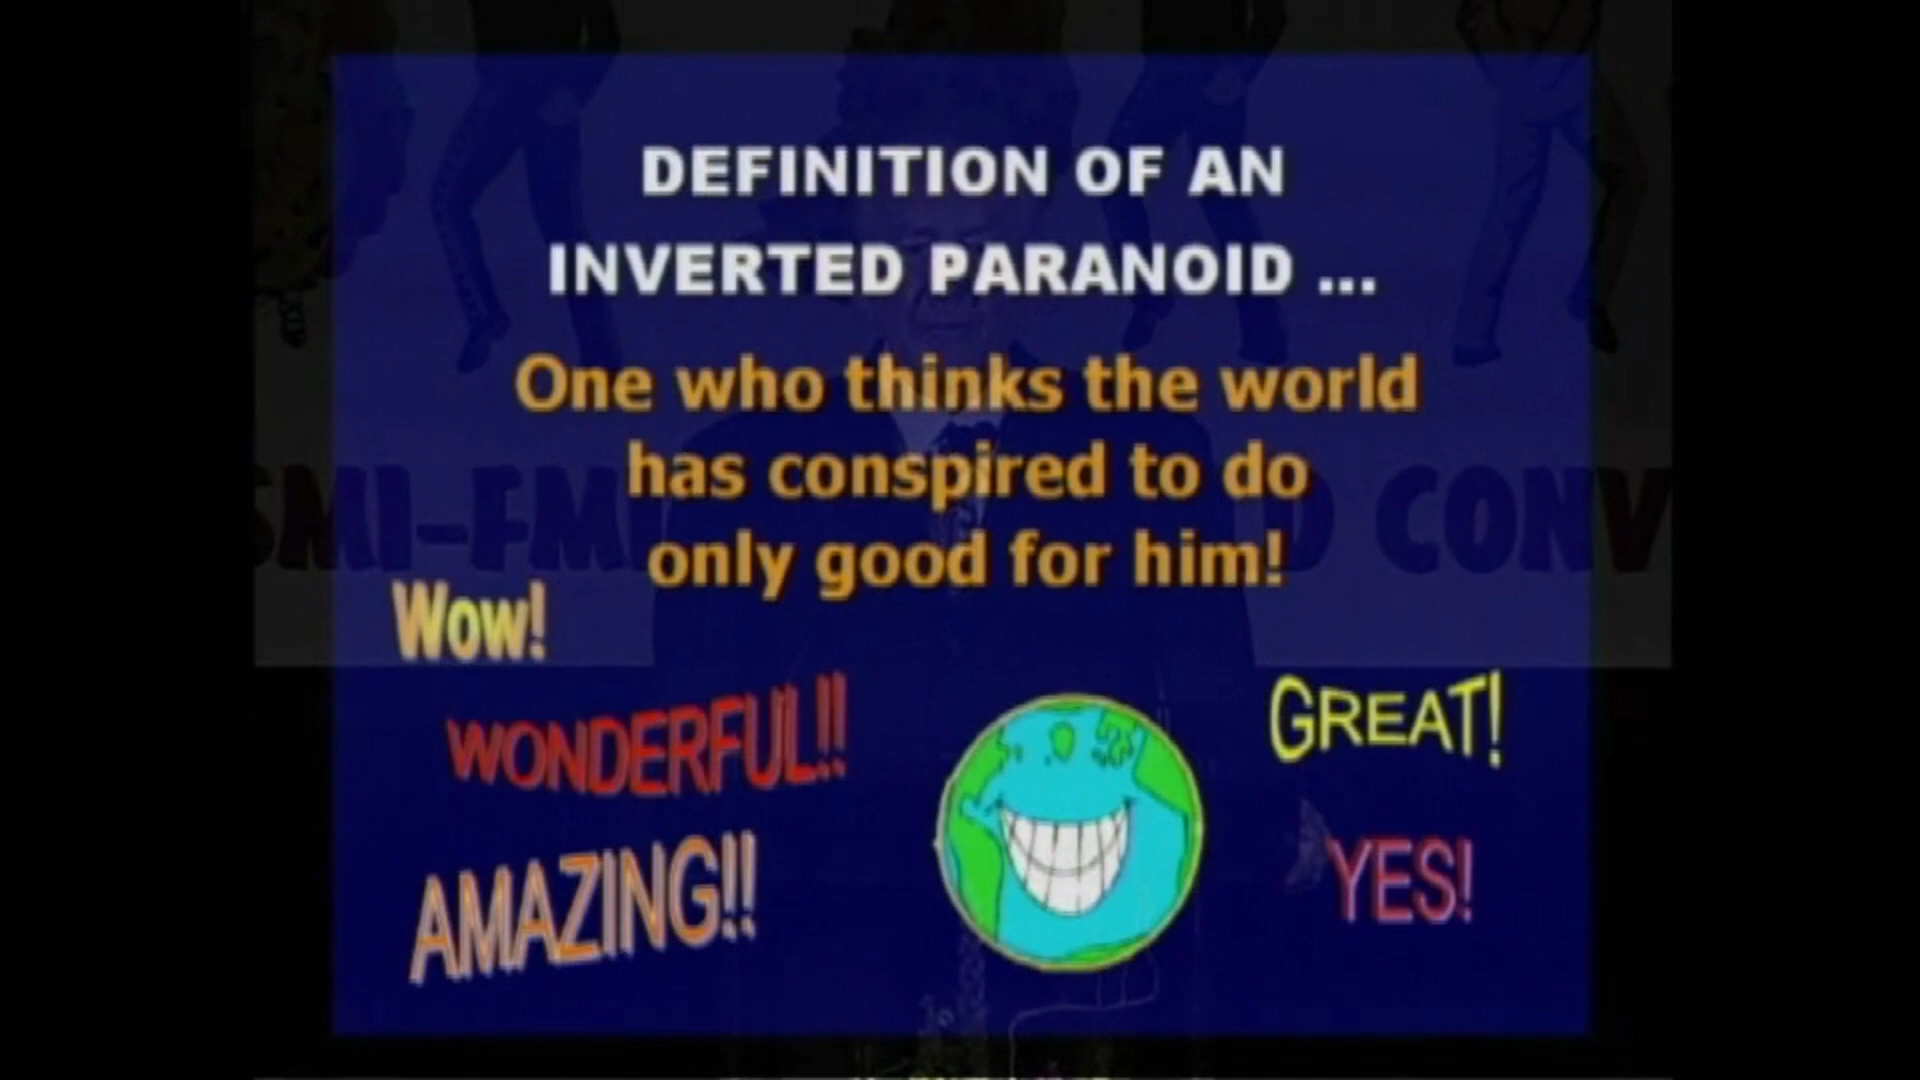 DEFINITION OF AN
INVERTED PARANOID ...
One who thinks the world
has conspired to do
only good for him!
Wow!
WONDERFUL!!
GREAT!
AMAZING!!
YES!